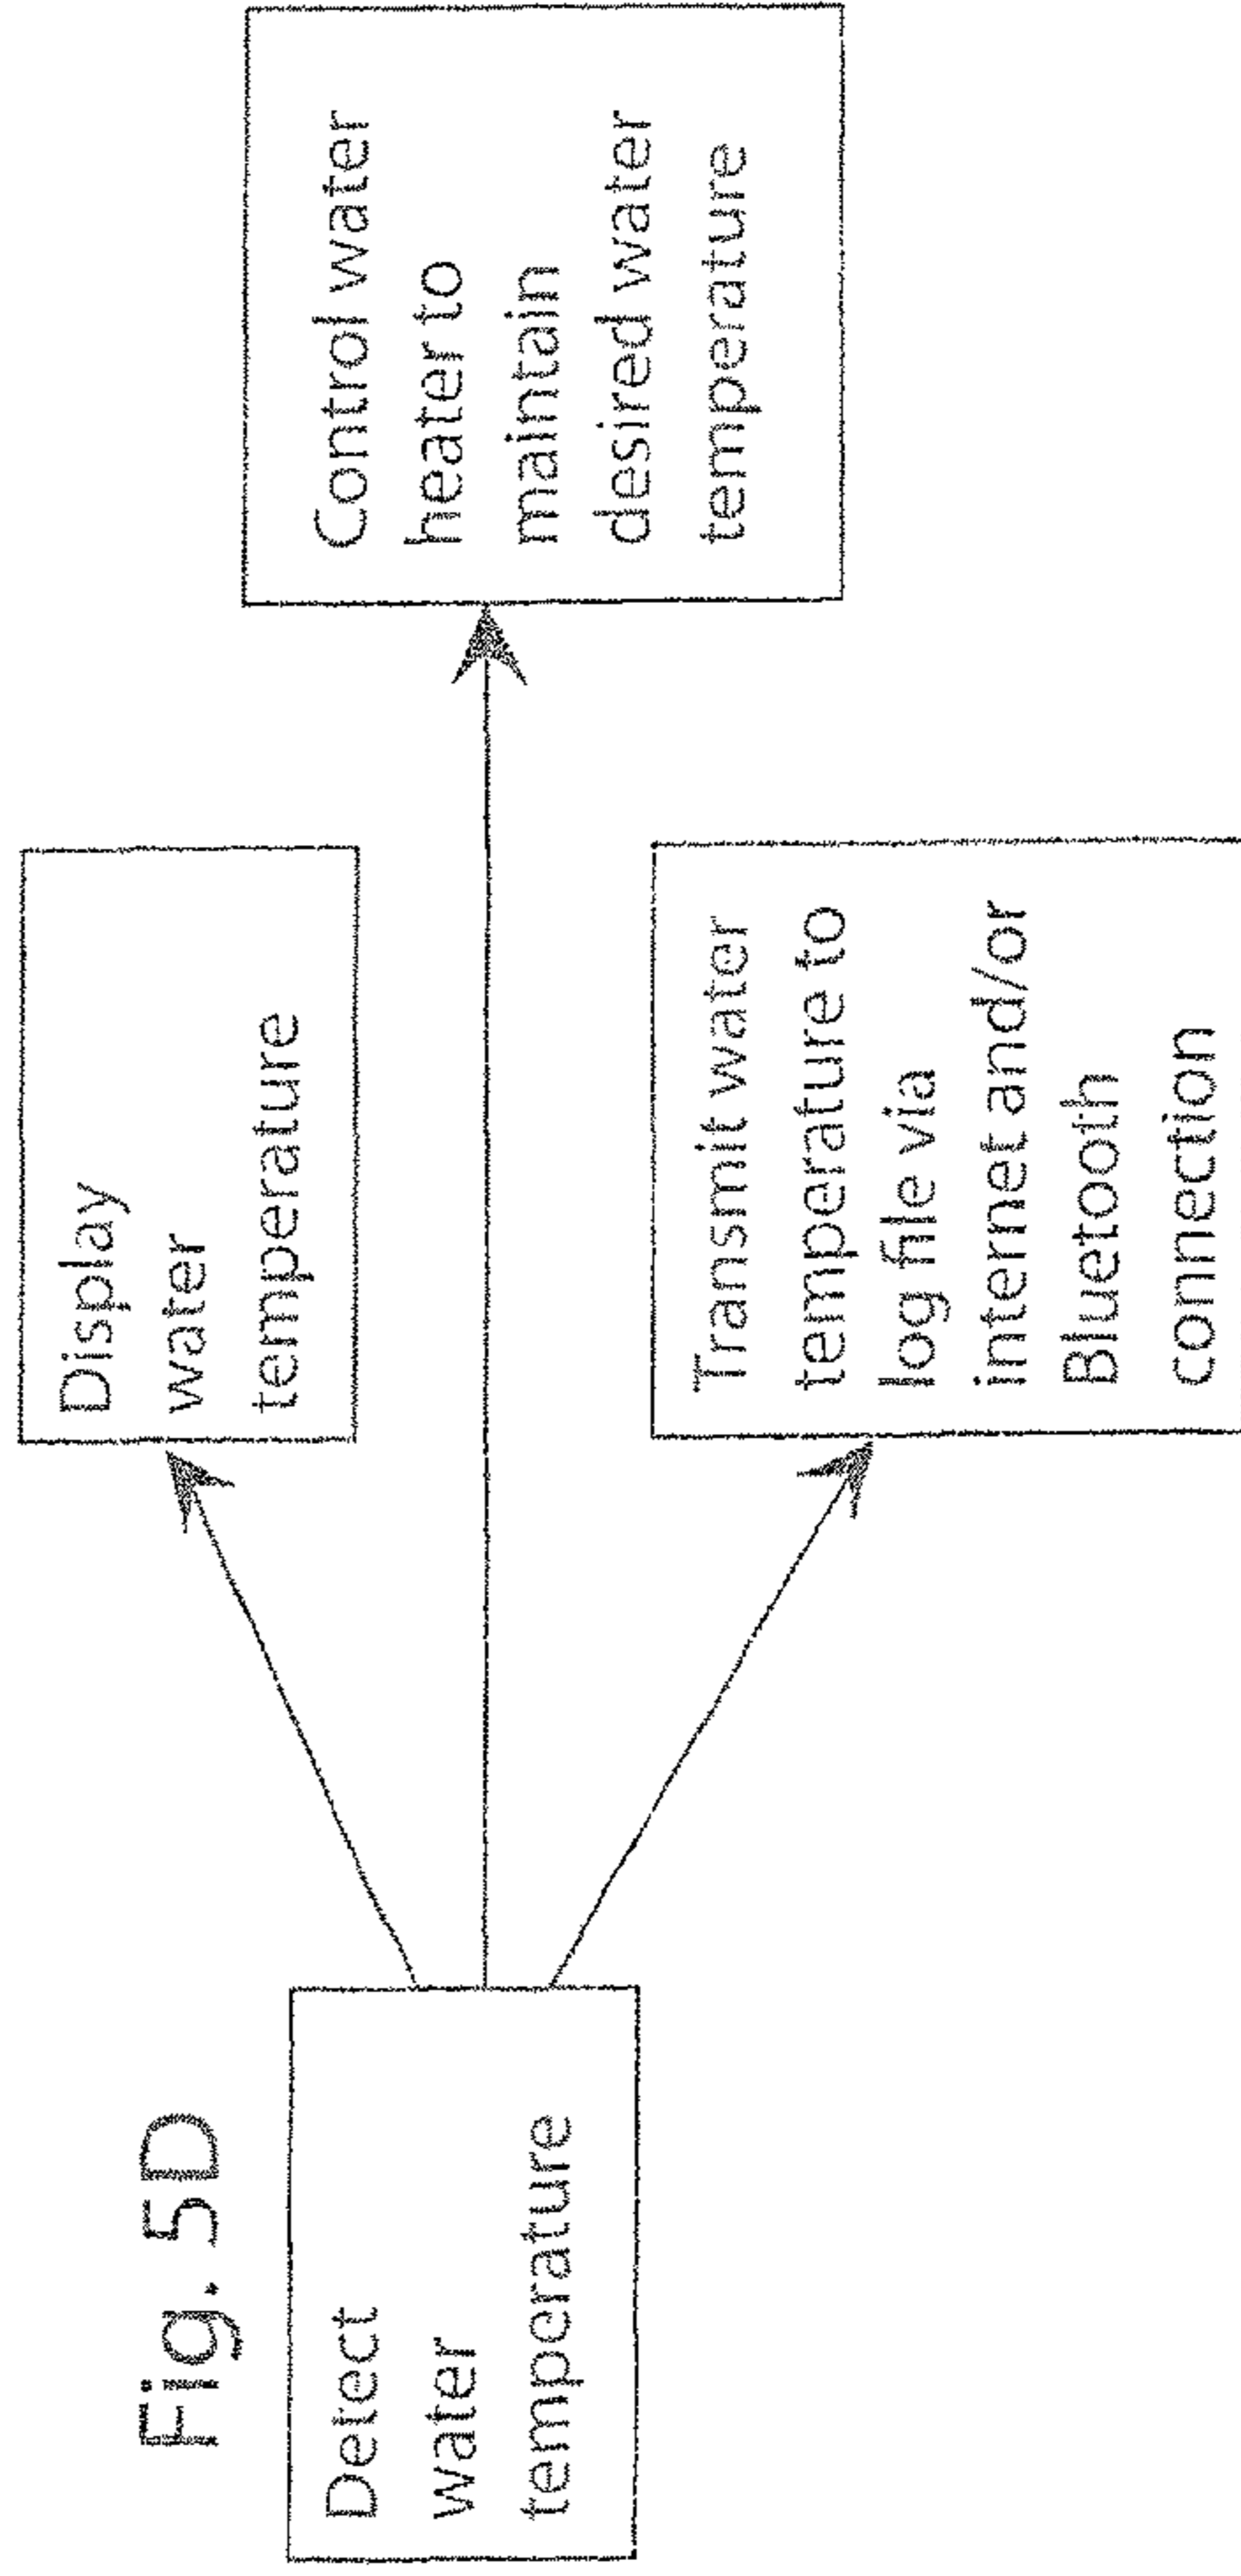 Fig. 5D
Detect
water
temperature
Display
water
temperature
Transmit water
temperature to
log file via
internet and/or
Bluetooth
connection
Control water
heater to
maintain
desired water
temperature